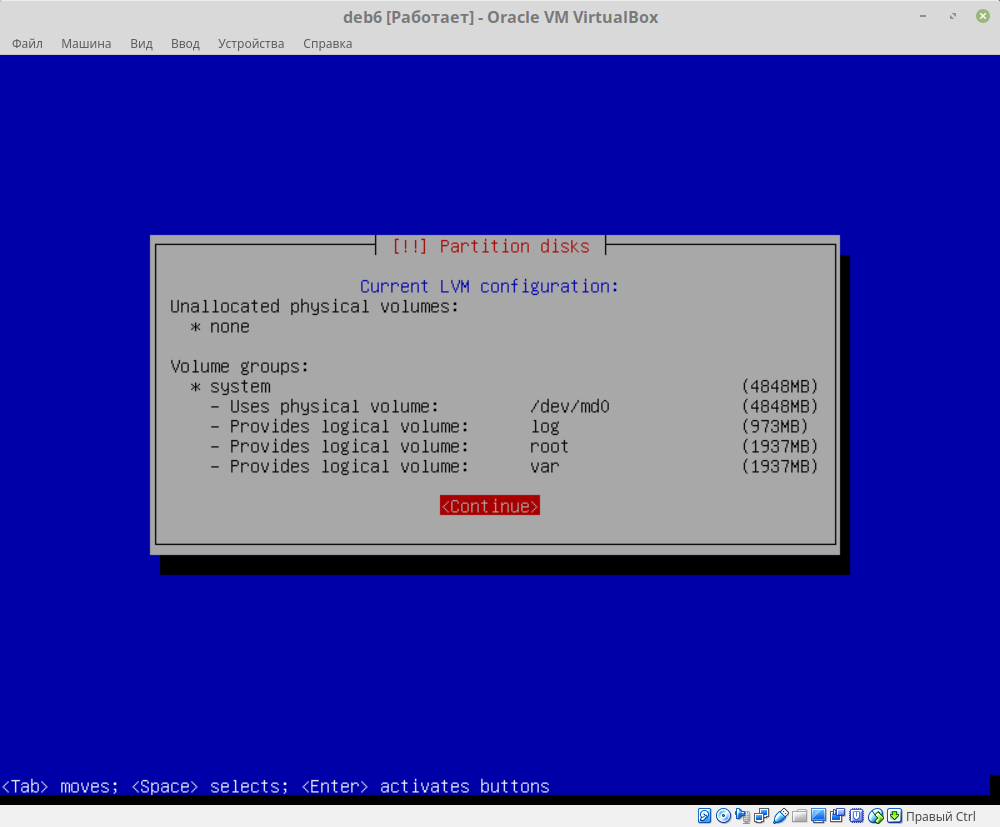 deb6 [Работает] - Oracle VM VirtualBox
Файл Машина Вид Ввод Устройства Справка
[!!] Partition disks
Current LVM configuration:
Unallocated physical volumes:
* none
Volume groups:
* system (4848MB)
- Uses physical volume: /dev/md0 (4848MB)
- Provides logical volume: log (973MB)
- Provides logical volume: root (1937MB)
- Provides logical volume: var (1937MB)
<Continue>
<Tab> moves; <Space> selects; <Enter> activates buttons
Правый Ctrl